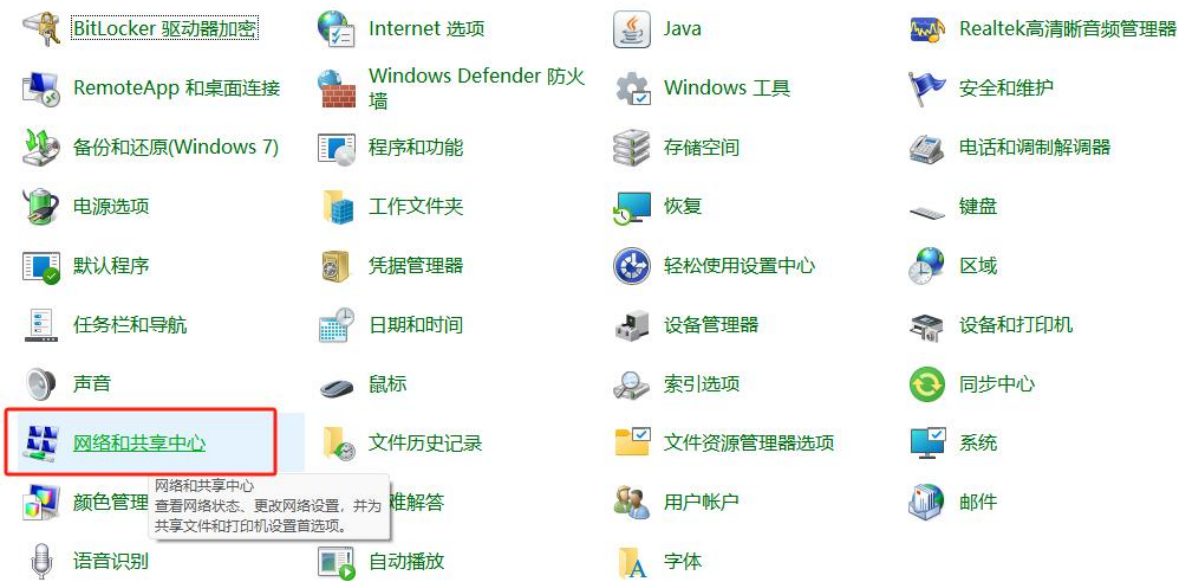 BitLocker 驱动器加密
Internet 选项
Java
Realtek高清晰音频管理器
RemoteApp 和桌面连接
Windows Defender 防火
墙
Windows 工具
安全和维护
备份和还原(Windows 7)
程序和功能
存储空间
电话和调制解调器
电源选项
工作文件夹
恢复
键盘
默认程序
凭据管理器
轻松使用设置中心
区域
任务栏和导航
日期和时间
设备管理器
设备和打印机
声音
鼠标
索引选项
同步中心
网络和共享中心
文件历史记录
文件资源管理器选项
系统
颜色管理
网络和共享中心
查看网络状态、更改网络设置，并为
共享文件和打印机设置首选项。
难解答
用户帐户
邮件
语音识别
自动播放
字体
A